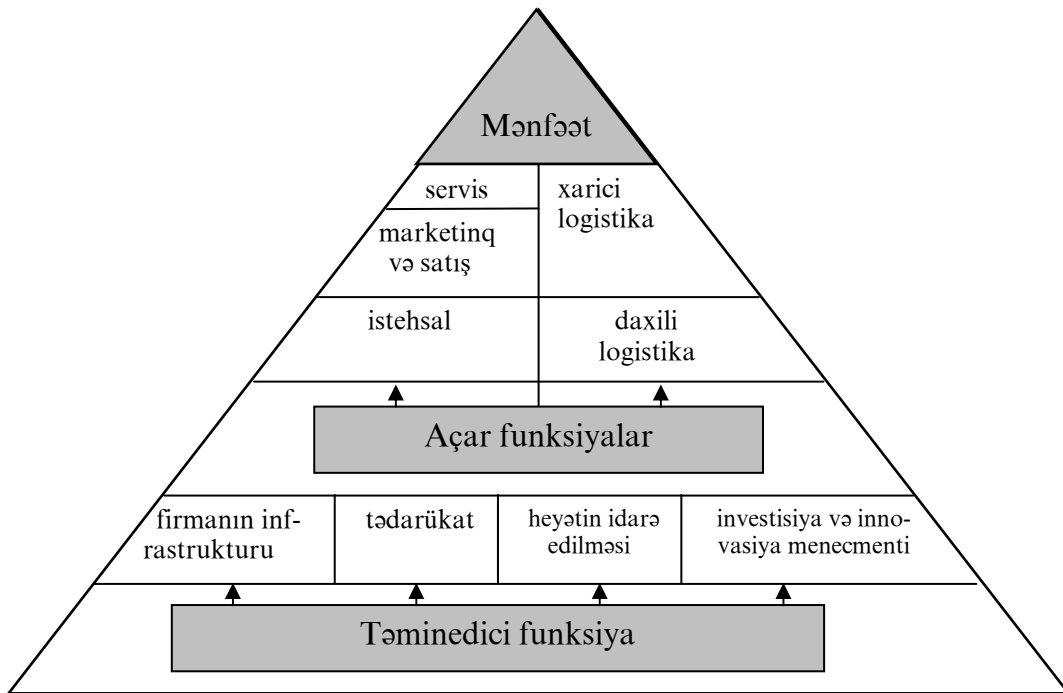 Mənfəət
servis
marketinq
və satış
xarici
logistika
istehsal
daxili
logistika
Açar funksiyalar
firmanın inf-
rastrukturu
tədarükat
heyətin idarə
edilməsi
investisiya və inno-
vasiya menecmenti
Təminedici funksiya